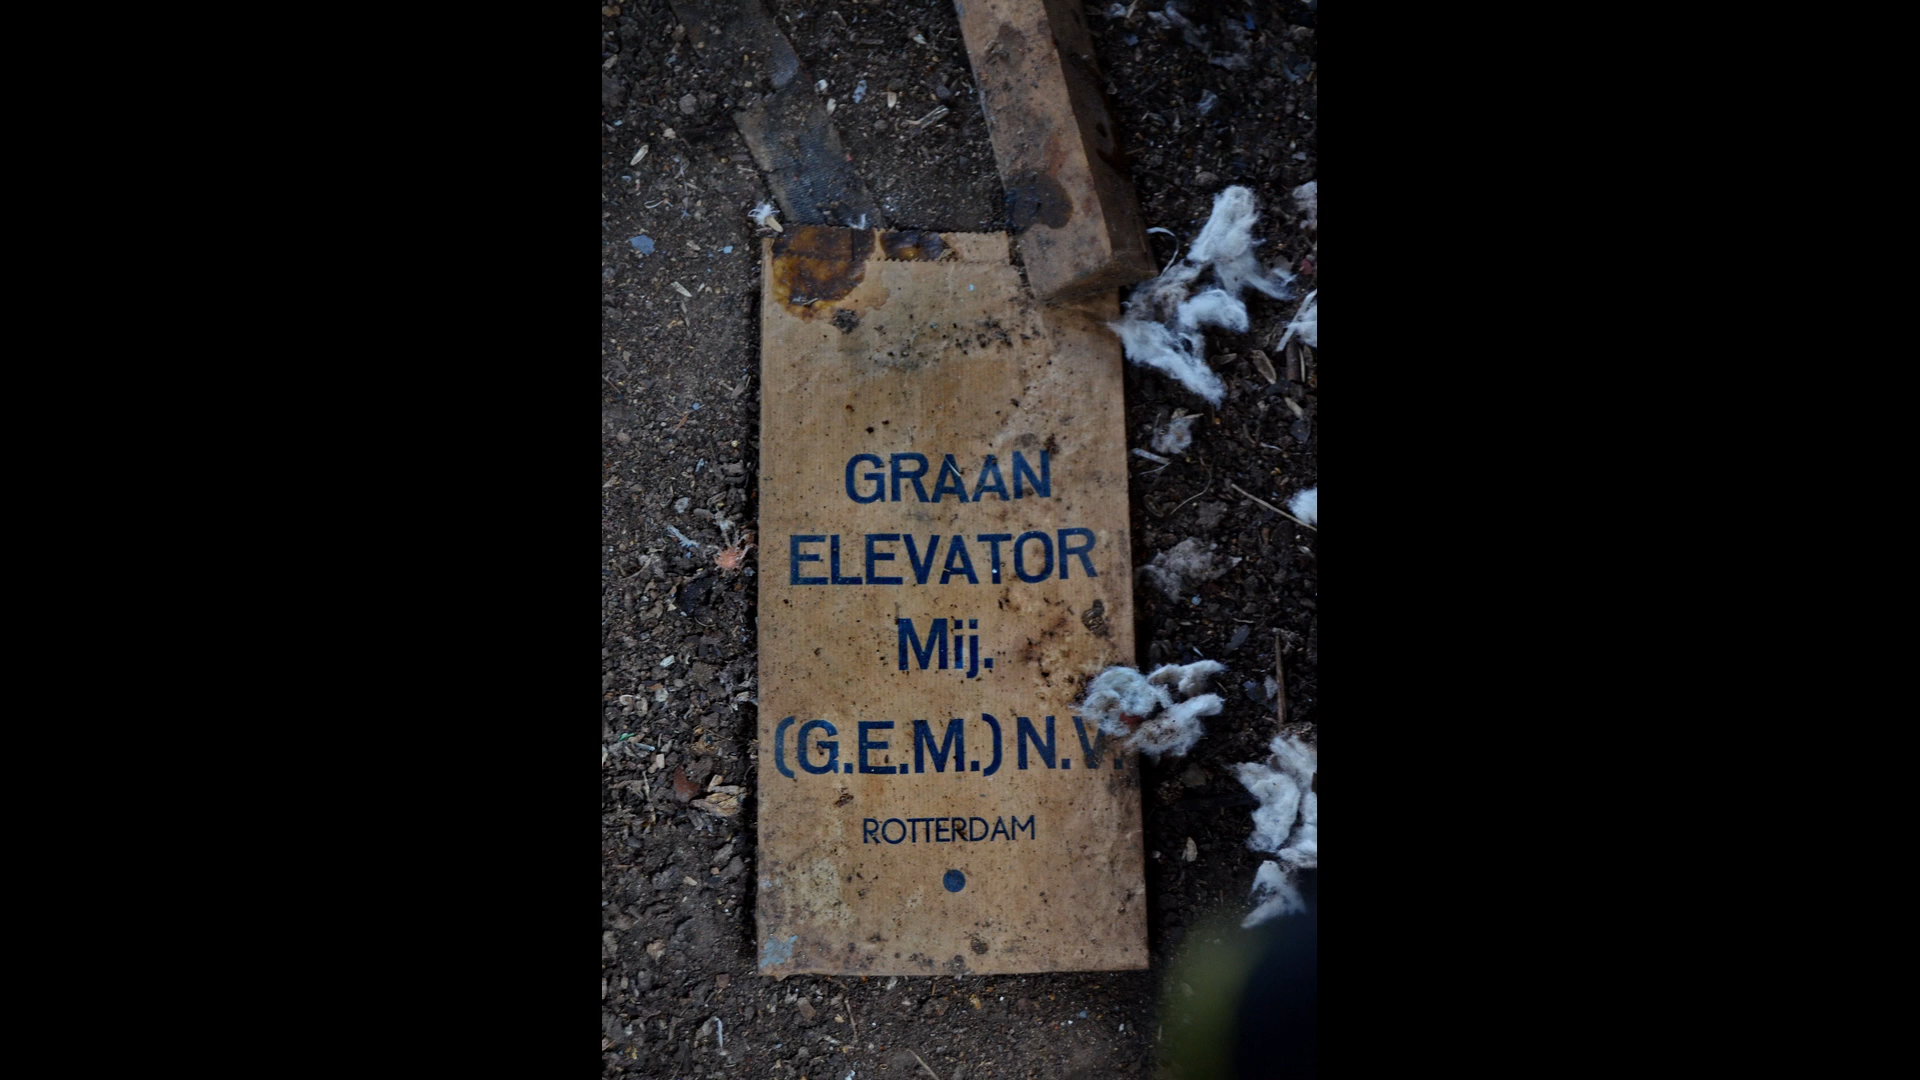 GRAAN
ELEVATOR
Mij.
(G.E.M.) N.V.
ROTTERDAM